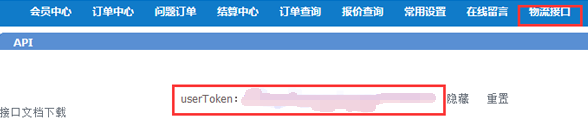 会员中心 订单中心 问题订单 结算中心 订单查询 报价查询 常用设置 在线留言 物流接口
API
userToken: 隐藏 重置
接口文档下载